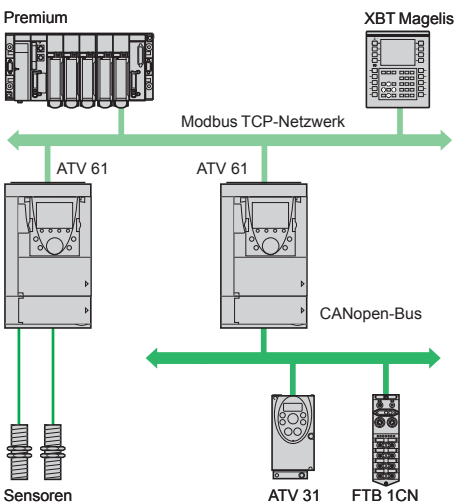 Premium
XBT Magelis
Modbus TCP-Netzwerk
ATV 61
ATV 61
CANopen-Bus
Sensoren
ATV 31
FTB 1CN